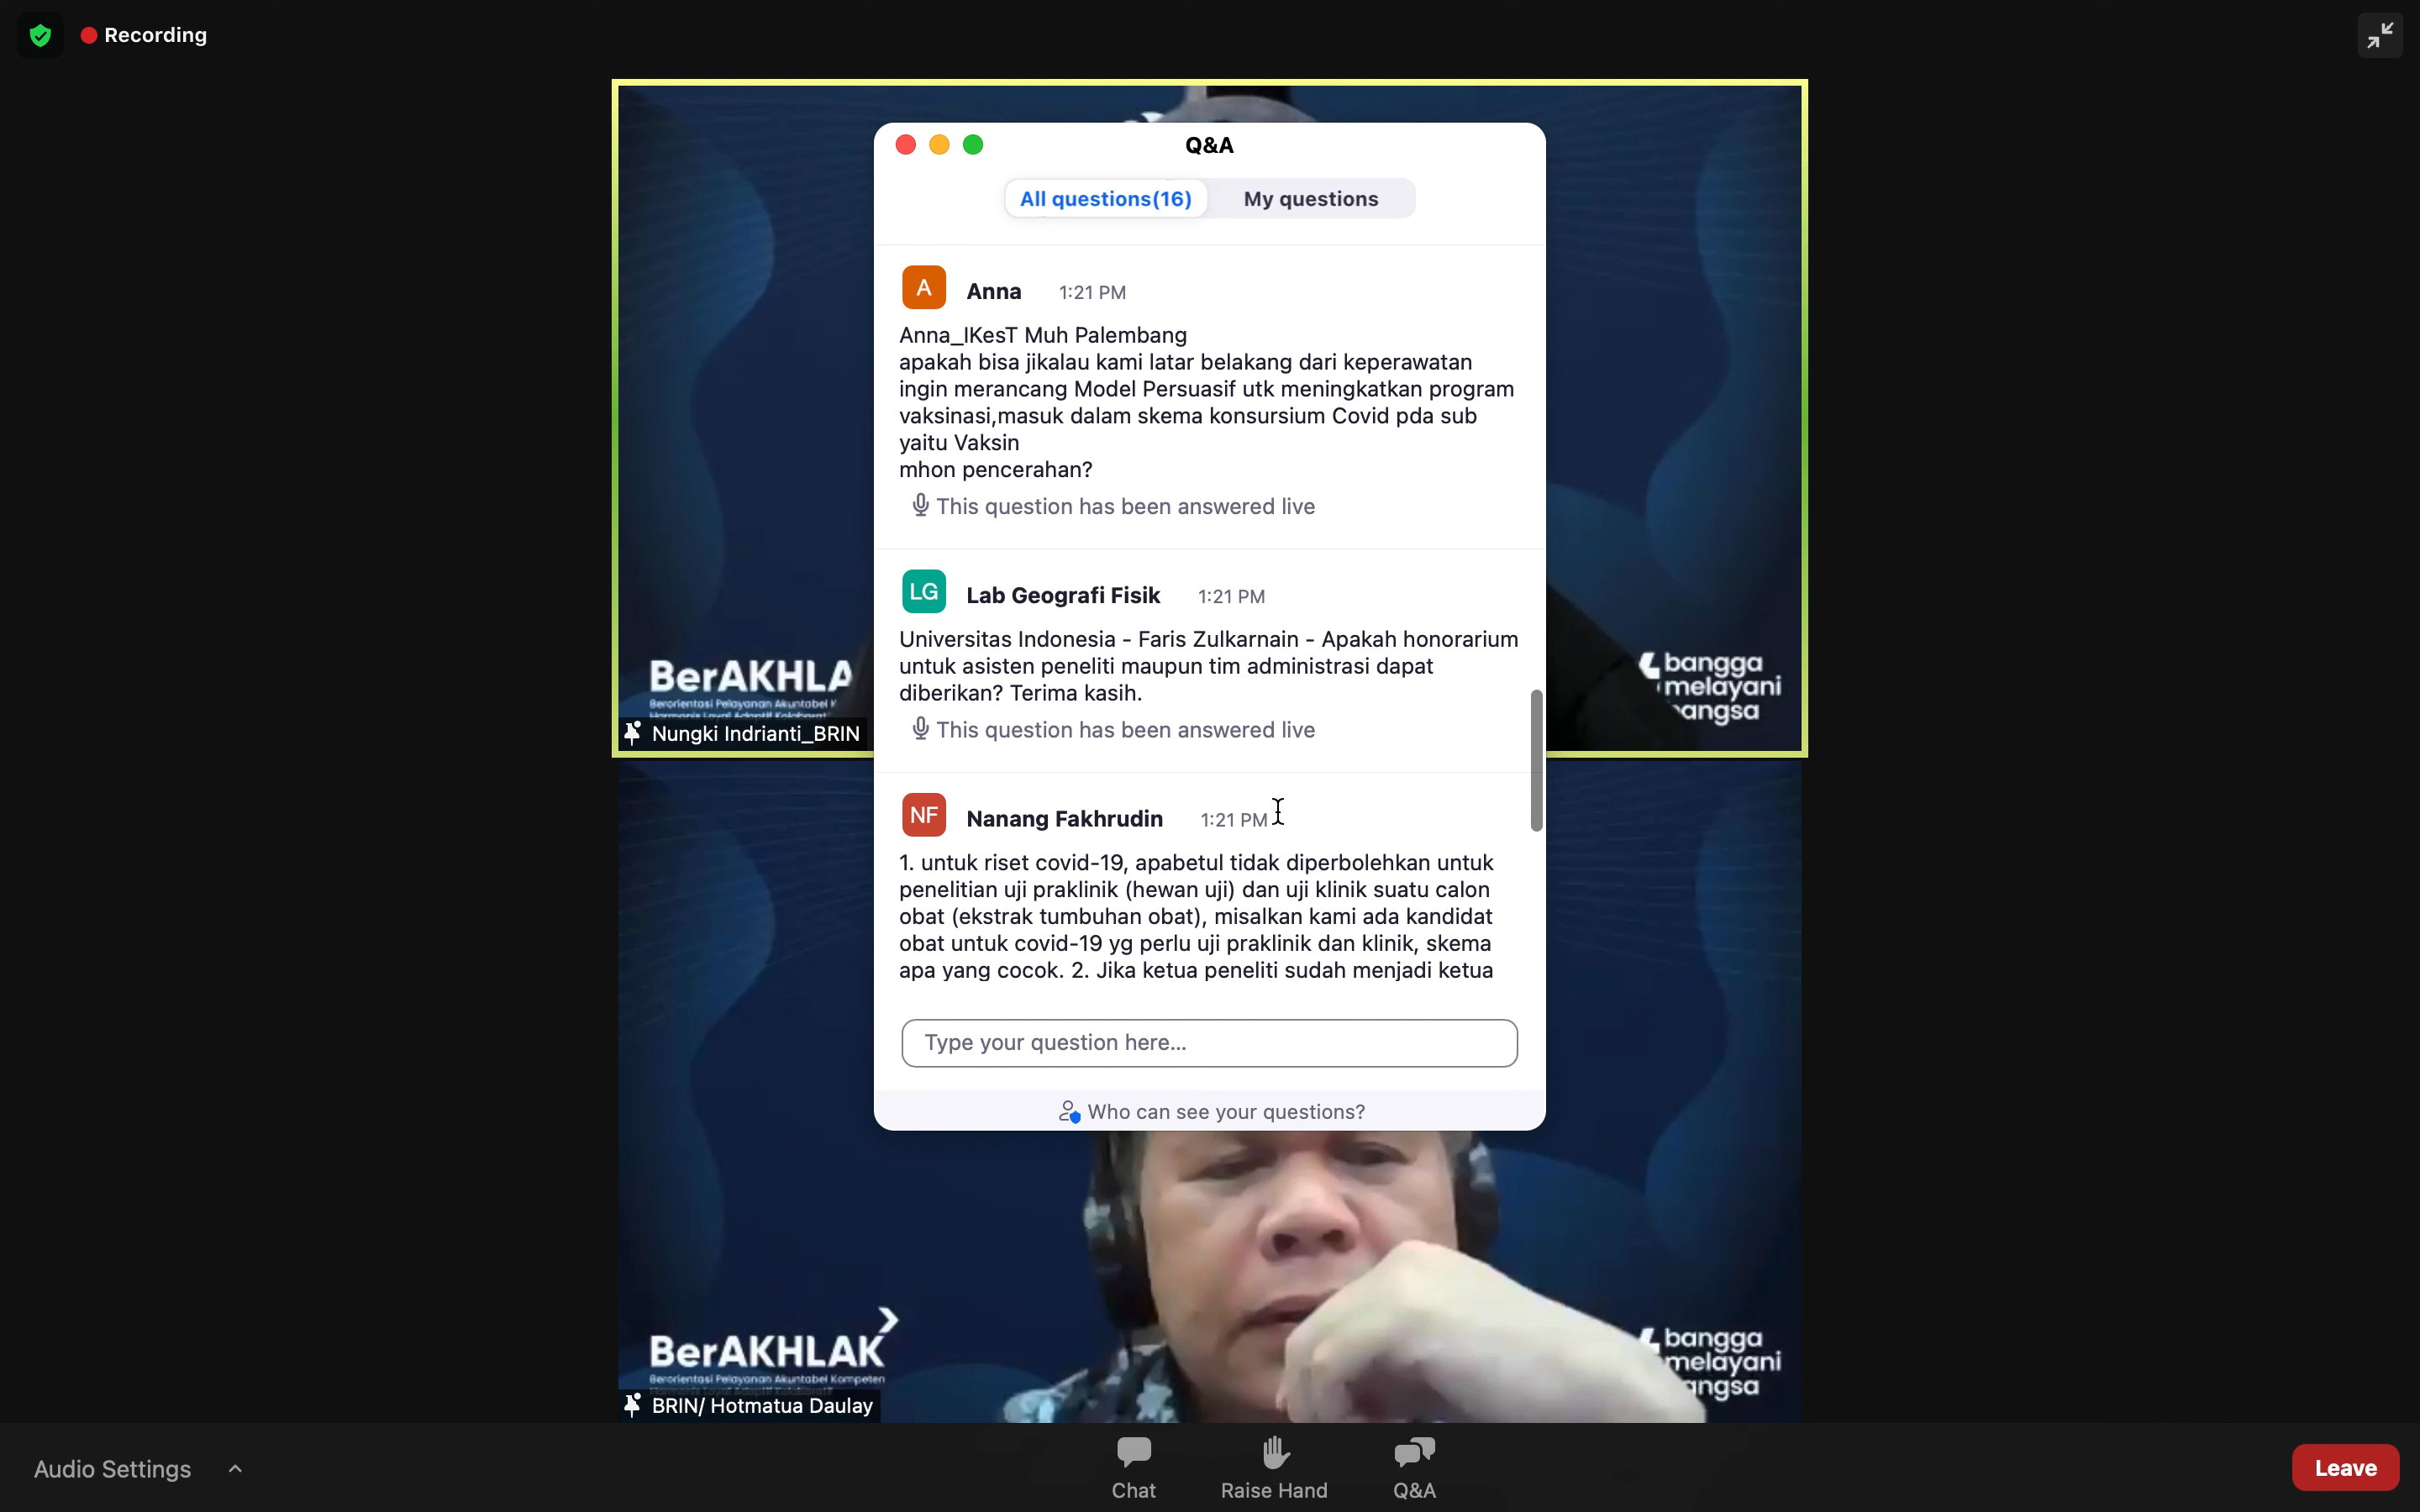 Recording
Q&A
All questions(16) My questions
A Anna 1:21 PM
Anna_IKesT Muh Palembang
apakah bisa jikalau kami latar belakang dari keperawatan
ingin merancang Model Persuasif utk meningkatkan program
vaksinasi,masuk dalam skema konsursium Covid pda sub
yaitu Vaksin
mhon pencerahan?
This question has been answered live
LG Lab Geografi Fisik 1:21 PM
Universitas Indonesia - Faris Zulkarnain - Apakah honorarium
untuk asisten peneliti maupun tim administrasi dapat
diberikan? Terima kasih.
This question has been answered live
NF Nanang Fakhrudin 1:21 PM
1. untuk riset covid-19, apabetul tidak diperbolehkan untuk
penelitian uji praklinik (hewan uji) dan uji klinik suatu calon
obat (ekstrak tumbuhan obat), misalkan kami ada kandidat
obat untuk covid-19 yg perlu uji praklinik dan klinik, skema
apa yang cocok. 2. Jika ketua peneliti sudah menjadi ketua
Type your question here...
Who can see your questions?
BerAKHLA
Berorientasi Pelayanan Akuntabel K
Nungki Indrianti_BRIN
bangga
melayani
angsa
BerAKHLAK
Berorientasi Pelayanan Akuntabel Kompeten
Harmonis Loyal Adaptif Kolaboratif
BRIN/ Hotmatua Daulay
bangga
melayani
angsa
Audio Settings
Chat
Raise Hand
Q&A
Leave